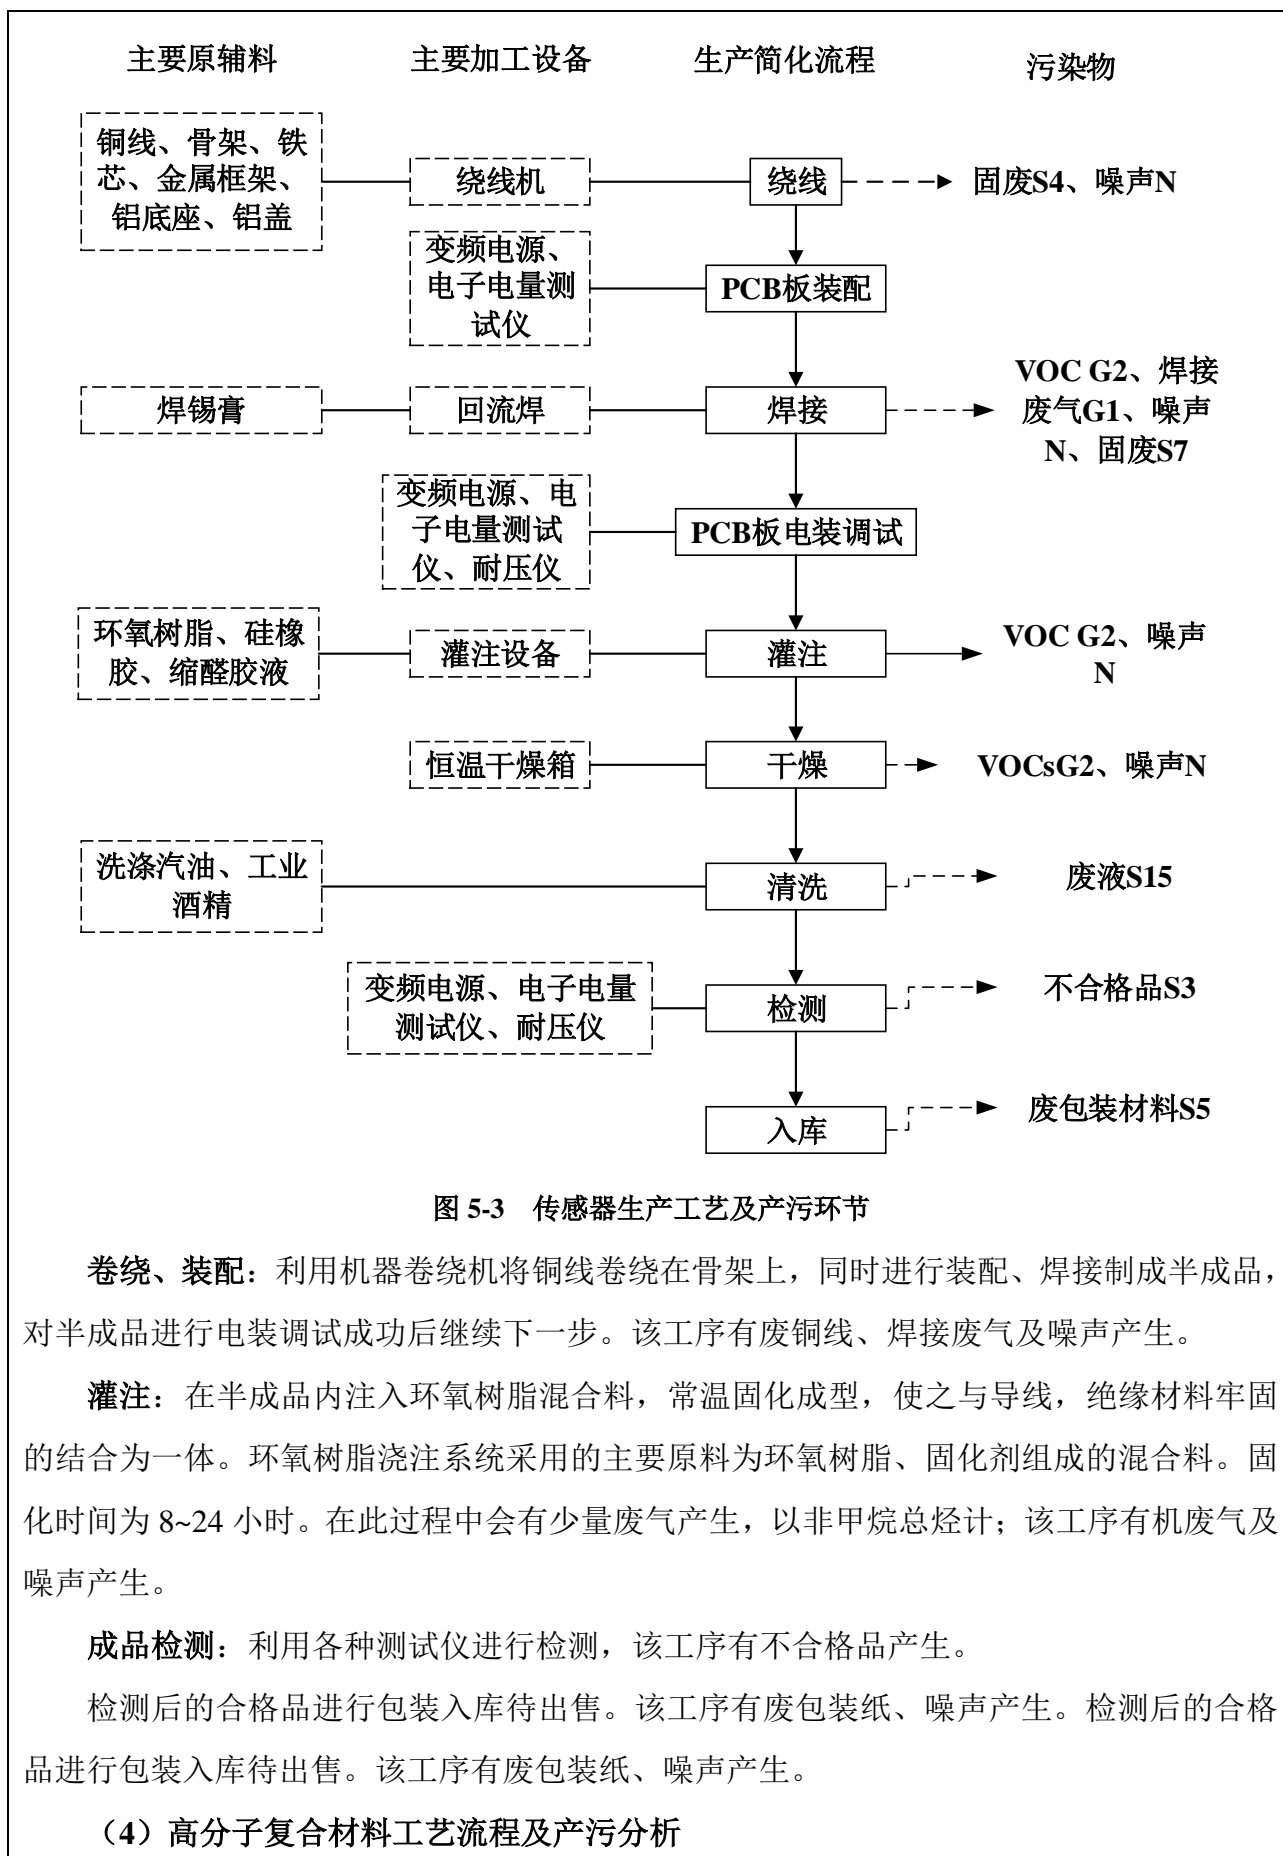 主要原辅料
主要加工设备
生产简化流程
污染物
铜线、骨架、铁
芯、金属框架、
铝底座、铝盖
绕线机
绕线
固废S4、噪声N
变频电源、
电子电量测
试仪
PCB板装配
焊锡膏
回流焊
焊接
VOC G2、焊接
废气G1、噪声
N、固废S7
变频电源、电
子电量测试
仪、耐压仪
PCB板电装调试
环氧树脂、硅橡
胶、缩醛胶液
灌注设备
灌注
VOC G2、噪声
N
恒温干燥箱
干燥
VOCsG2、噪声N
洗涤汽油、工业
酒精
清洗
废液S15
变频电源、电子电量
测试仪、耐压仪
检测
不合格品S3
入库
废包装材料S5
图 5-3 传感器生产工艺及产污环节
卷绕、装配：利用机器卷绕机将铜线卷绕在骨架上，同时进行装配、焊接制成半成品，
对半成品进行电装调试成功后继续下一步。该工序有废铜线、焊接废气及噪声产生。
灌注：在半成品内注入环氧树脂混合料，常温固化成型，使之与导线，绝缘材料牢固
的结合为一体。环氧树脂浇注系统采用的主要原料为环氧树脂、固化剂组成的混合料。固
化时间为 8~24 小时。在此过程中会有少量废气产生，以非甲烷总烃计；该工序有机废气及
噪声产生。
成品检测：利用各种测试仪进行检测，该工序有不合格品产生。
检测后的合格品进行包装入库待出售。该工序有废包装纸、噪声产生。检测后的合格
品进行包装入库待出售。该工序有废包装纸、噪声产生。
（4）高分子复合材料工艺流程及产污分析